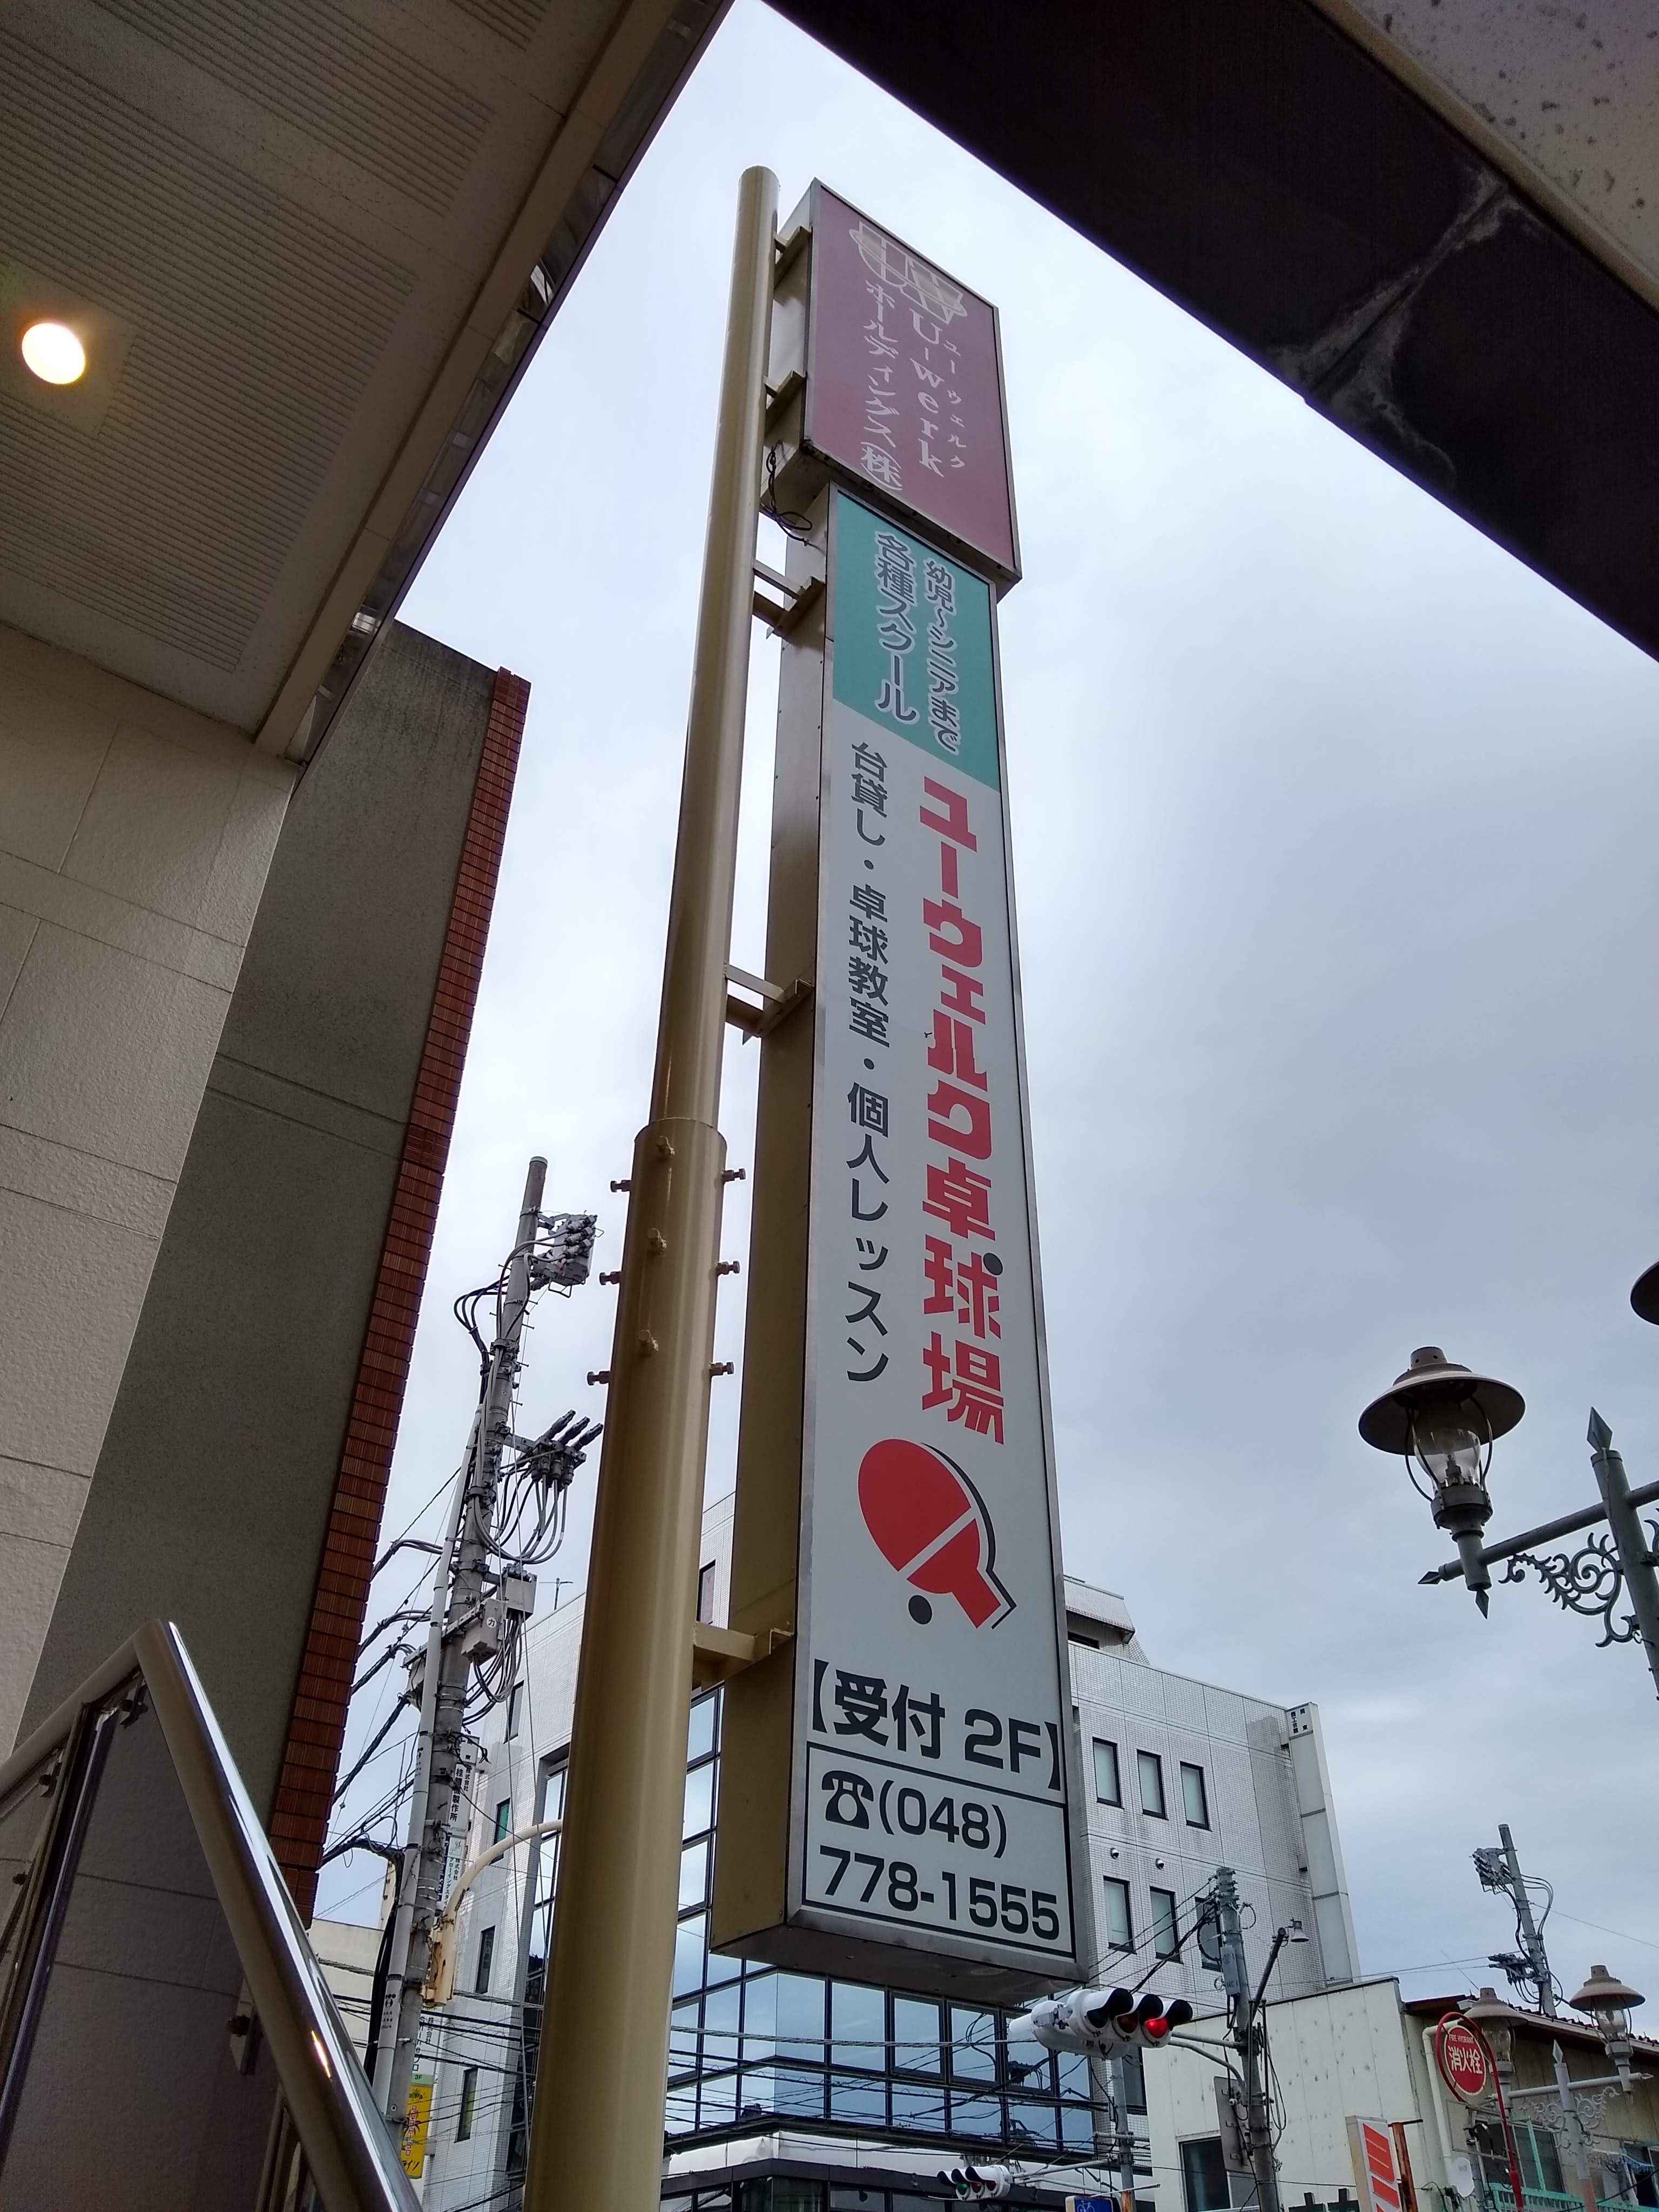 ユーウェルク
U-werk
ホールディングス(株)
幼児〜シニアまで
各種スクール
ユーウェルク卓球場
台貸し・卓球教室・個人レッスン
【受付 2F】
☎(048)
778-1555
FIRE HYDRANT
消火栓